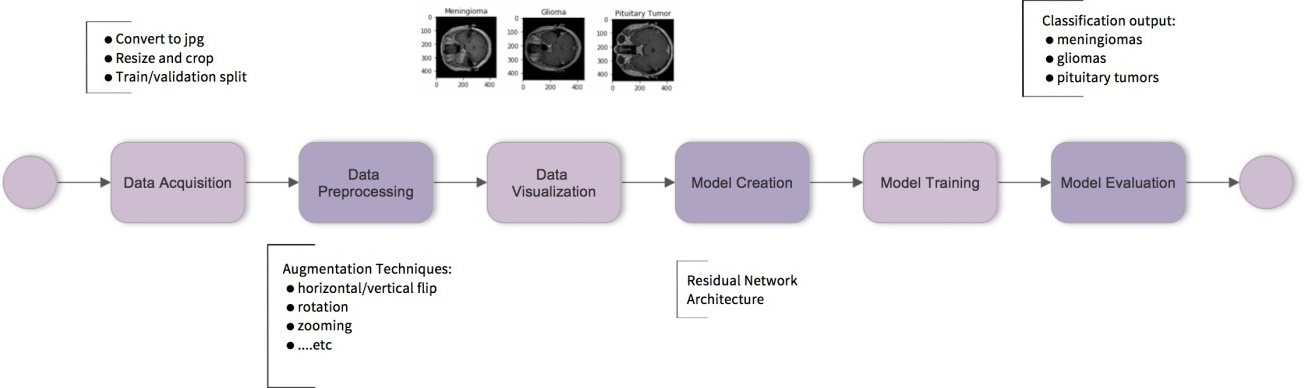 ● Convert to jpg
● Resize and crop
● Train/validation split
Meningioma
Glioma
Pituitary Tumor
0
100
200
300
400
0
200
400
0
100
200
300
400
0
200
400
0
100
200
300
400
0
200
400
Classification output:
● meningiomas
● gliomas
● pituitary tumors
Data Acquisition
Data
Preprocessing
Data
Visualization
Model Creation
Model Training
Model Evaluation
Augmentation Techniques:
● horizontal/vertical flip
● rotation
● zooming
● ....etc
Residual Network
Architecture